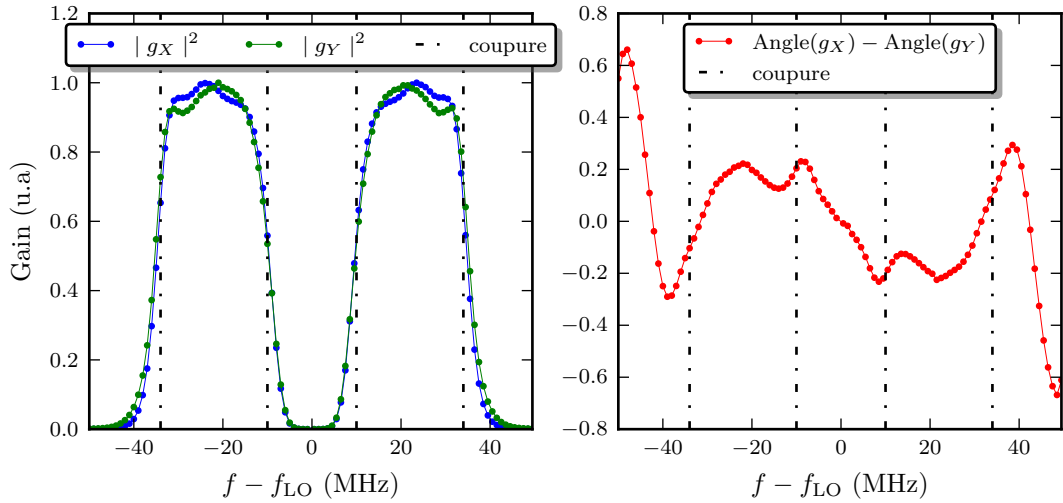 | g_X |² | g_Y |² coupure
Gain (u.a)
1.0
0.8
0.6
0.4
0.2
0.0
−40 −20 0 20 40
f − f_LO (MHz)
Angle(g_X) − Angle(g_Y)
coupure
0.8
0.6
0.4
0.2
0.0
−0.2
−0.4
−0.6
−0.8
−40 −20 0 20 40
f − f_LO (MHz)